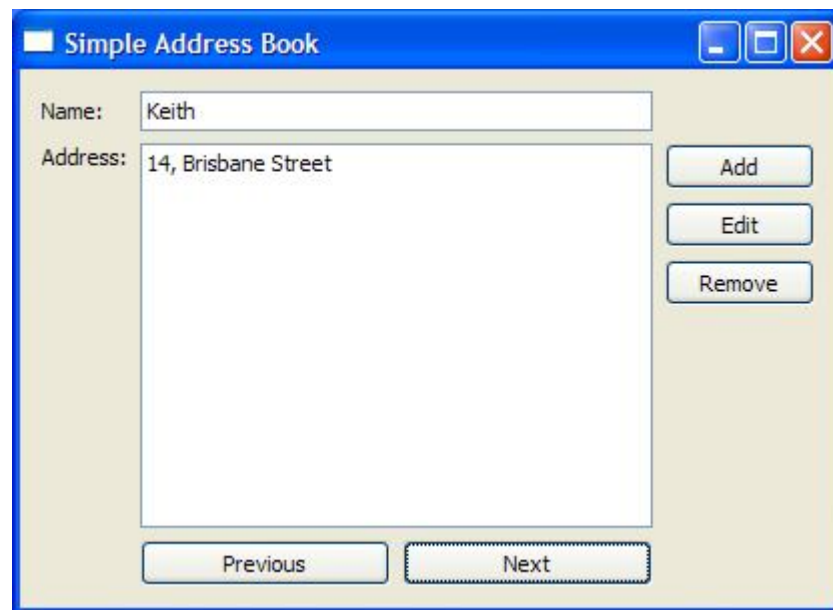 Simple Address Book
Name: Keith
Address: 14, Brisbane Street
Add
Edit
Remove
Previous Next